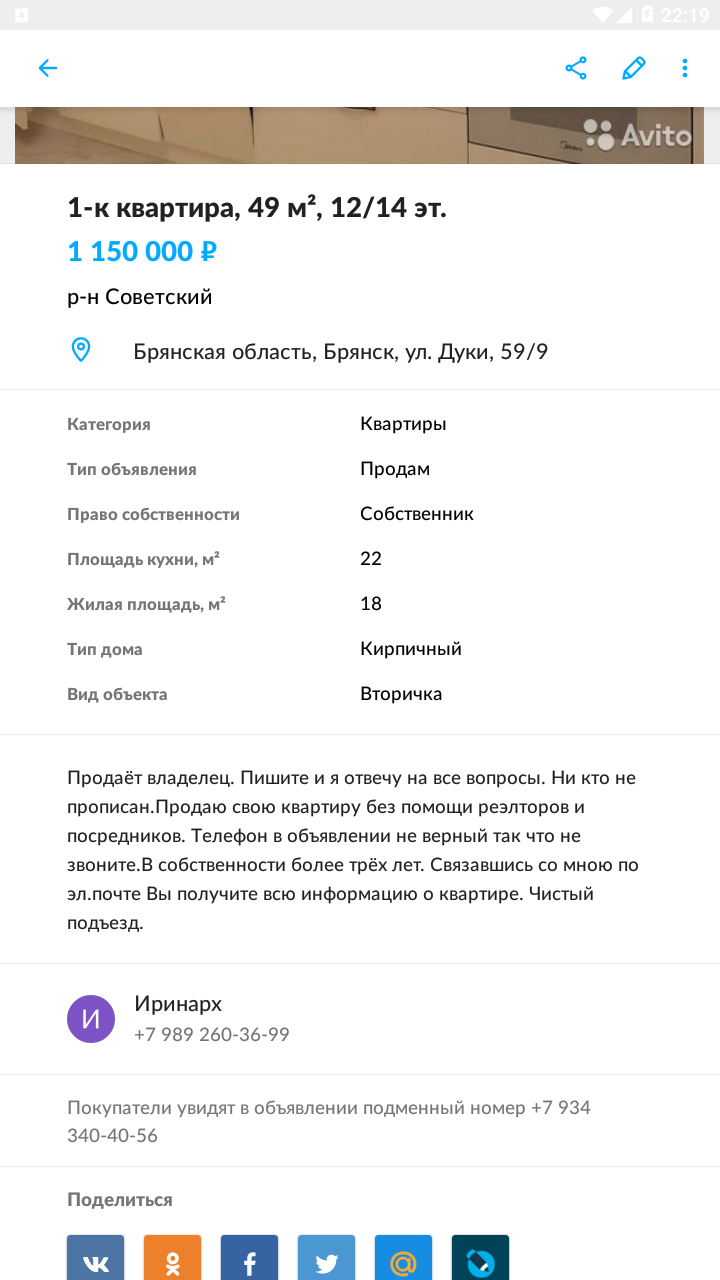 22:19
Avito
1-к квартира, 49 м², 12/14 эт.
1 150 000 ₽
р-н Советский
Брянская область, Брянск, ул. Дуки, 59/9
Категория Квартиры
Тип объявления Продам
Право собственности Собственник
Площадь кухни, м² 22
Жилая площадь, м² 18
Тип дома Кирпичный
Вид объекта Вторичка
Продаёт владелец. Пишите и я отвечу на все вопросы. Ни кто не
прописан.Продаю свою квартиру без помощи реэлторов и
посредников. Телефон в объявлении не верный так что не
звоните.В собственности более трёх лет. Связавшись со мною по
эл.почте Вы получите всю информацию о квартире. Чистый
подъезд.
И
Иринарх
+7 989 260-36-99
Покупатели увидят в объявлении подменный номер +7 934
340-40-56
Поделиться